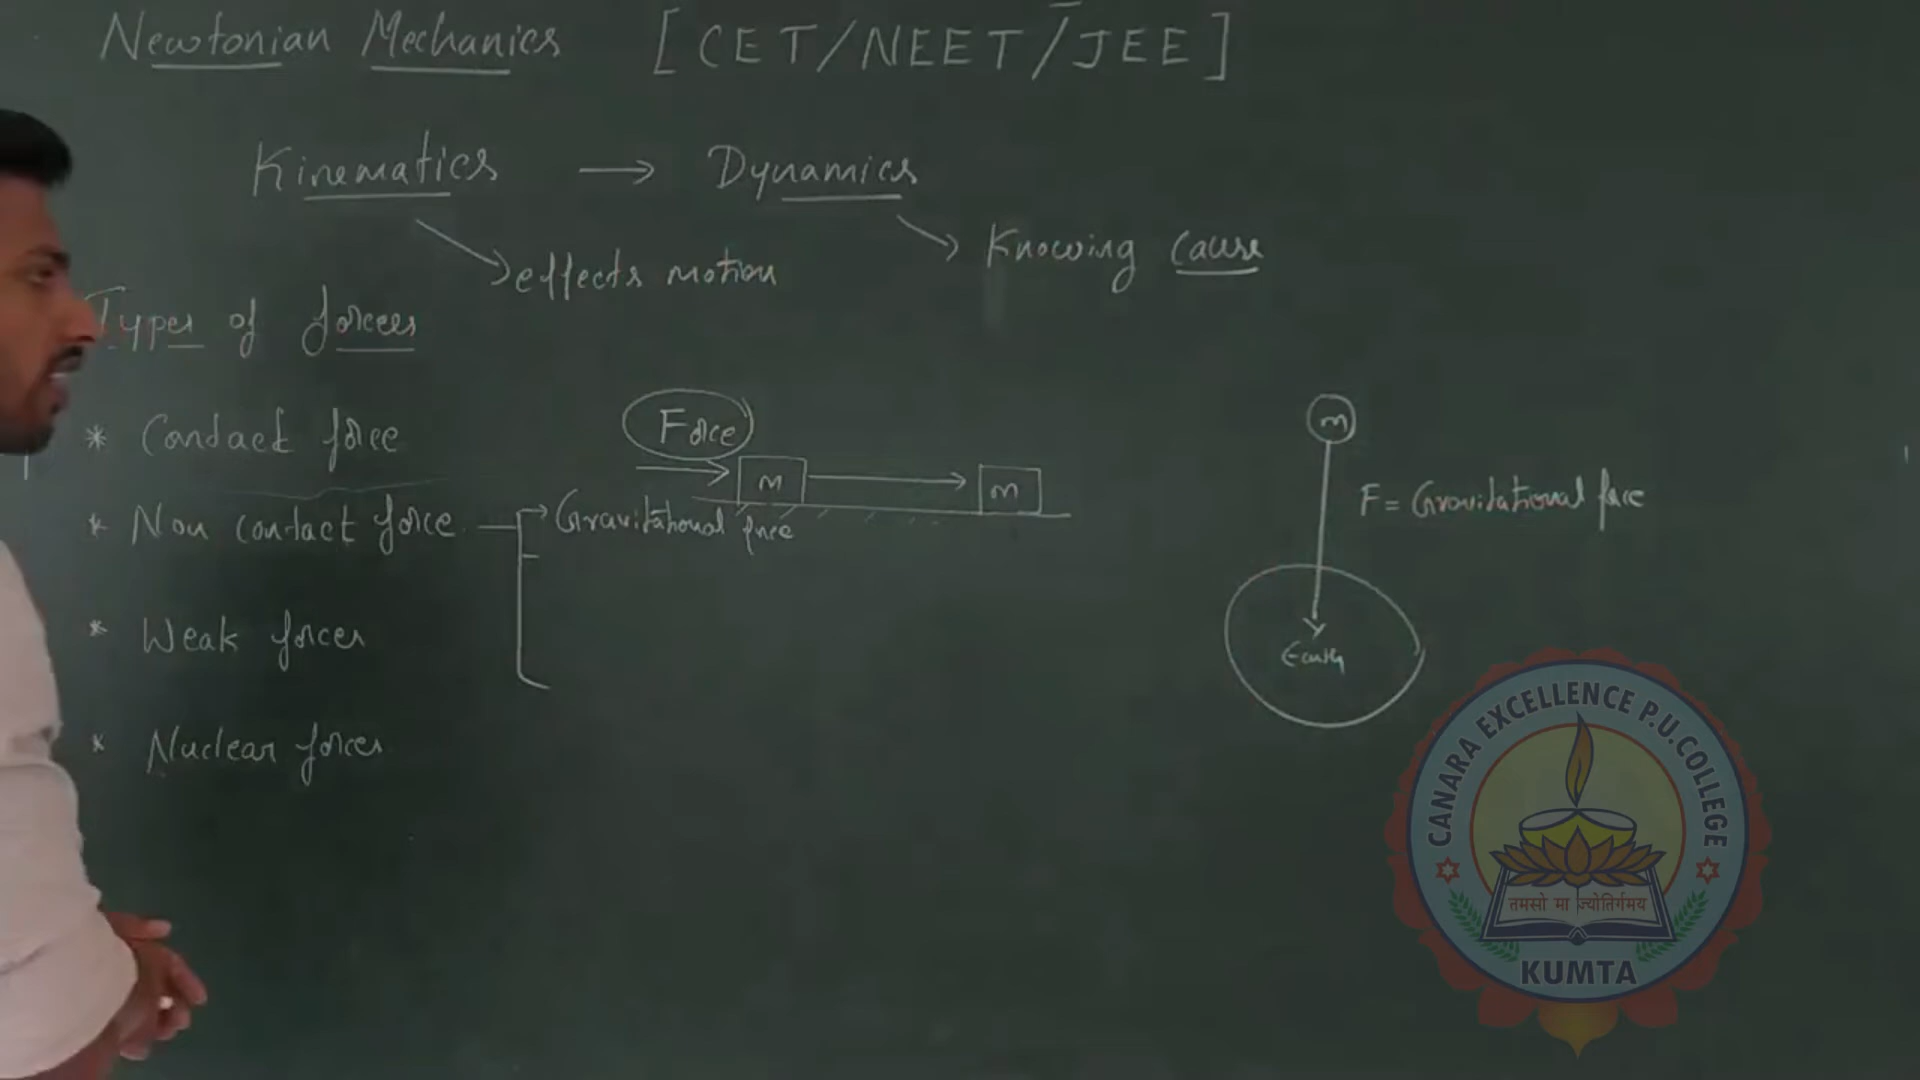 Newtonian Mechanics [CET/NEET/JEE]
Kinematics → Dynamics
effects motion
Knowing cause
Types of forces
* Contact force
Force
m
m
* Non contact force
→ Gravitational force
* Weak forces
* Nuclear forces
m
F = Gravitational force
Earth
CANARA EXCELLENCE P.U.COLLEGE
तमसो मा ज्योतिर्गमय
KUMTA